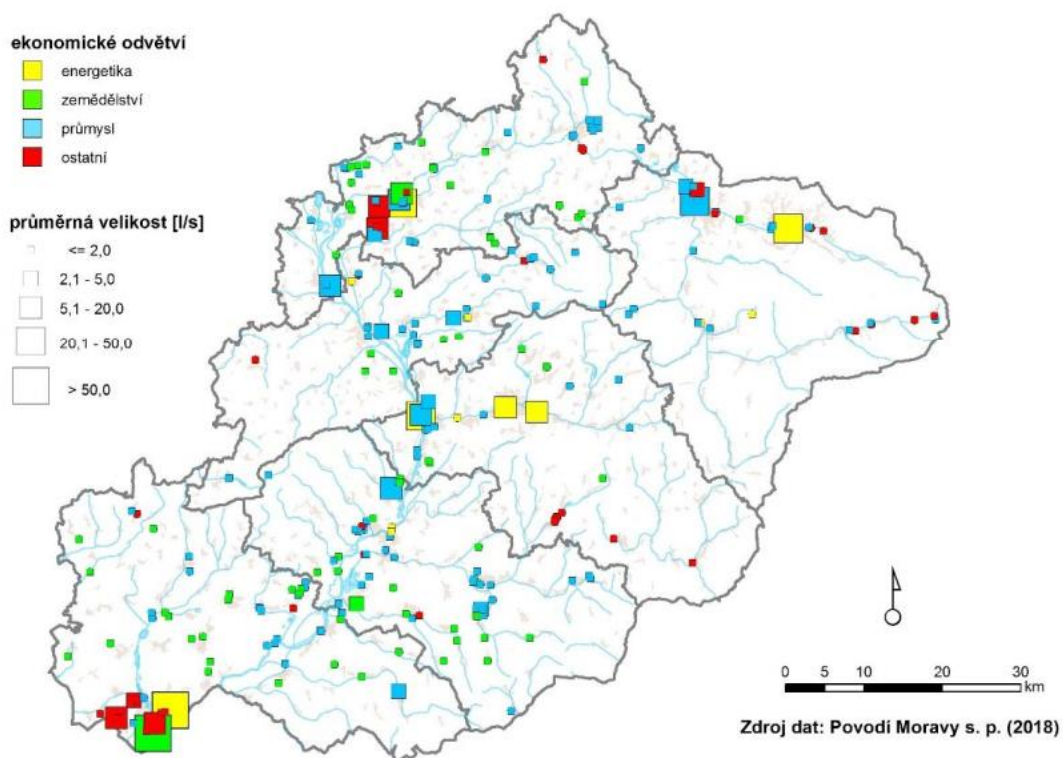 ekonomické odvětví
energetika
zemědělství
průmysl
ostatní
průměrná velikost [l/s]
<= 2,0
2,1 - 5,0
5,1 - 20,0
20,1 - 50,0
> 50,0
0 5 10 20 30
km
Zdroj dat: Povodí Moravy s. p. (2018)